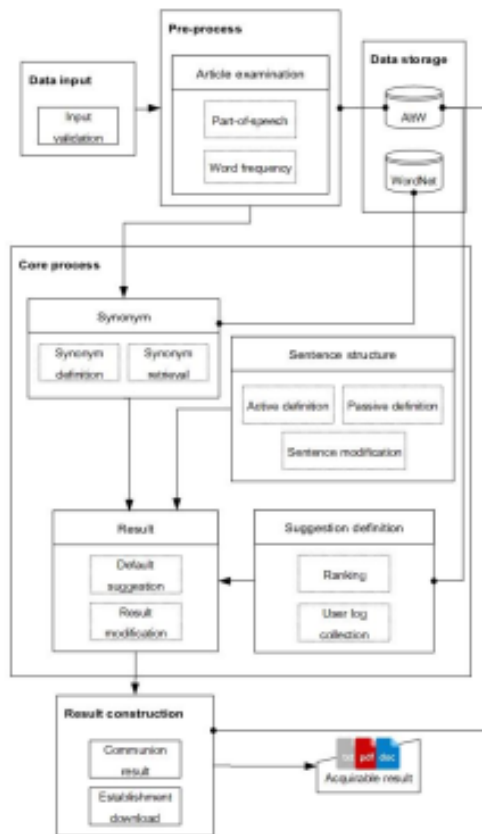 Pre-process
Data input
Input
validation
Article examination
Part-of-speech
Word frequency
Data storage
WordNet
Core process
Synonym
Synonym
definition
Synonym
retrieval
Sentence structure
Active definition
Passive definition
Sentence modification
Result
Default
suggestion
Result
modification
Suggestion definition
Ranking
User log
collection
Result construction
Communion
result
Establishment
download
txt
pdf
doc
Acquirable result